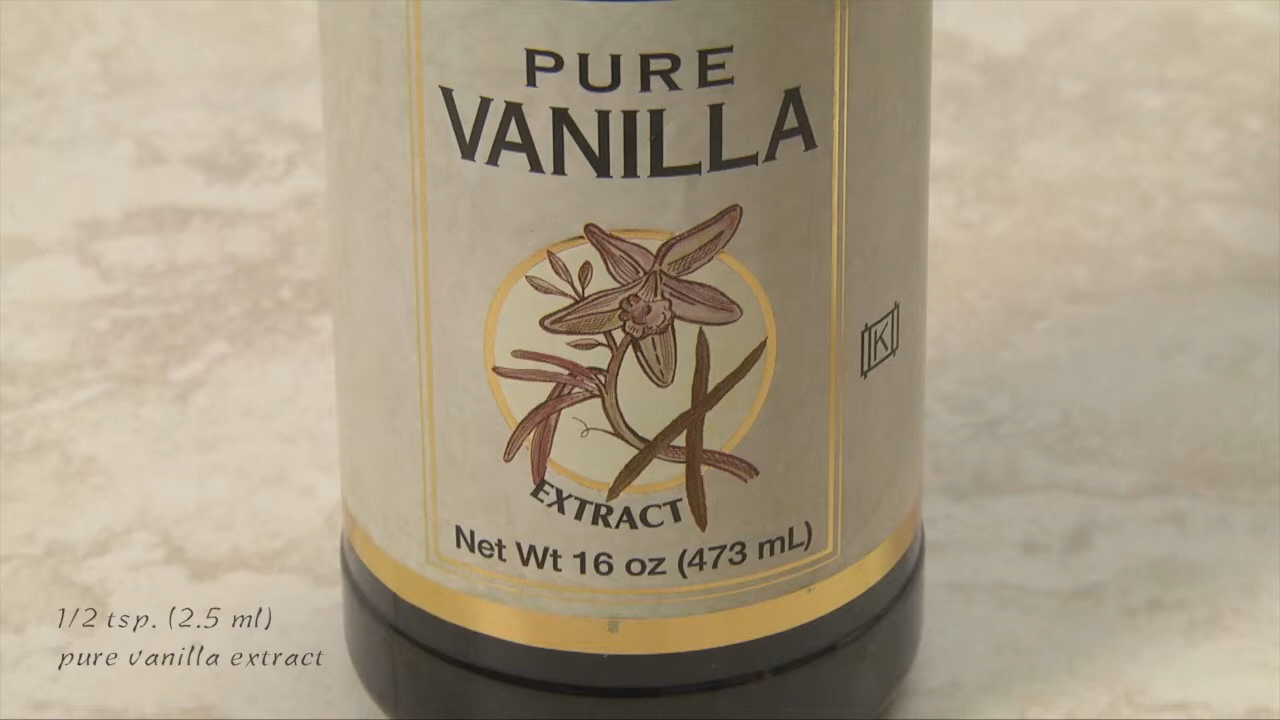 PURE
VANILLA
K
EXTRACT
Net Wt 16 oz (473 mL)
1/2 tsp. (2.5 ml)
pure vanilla extract